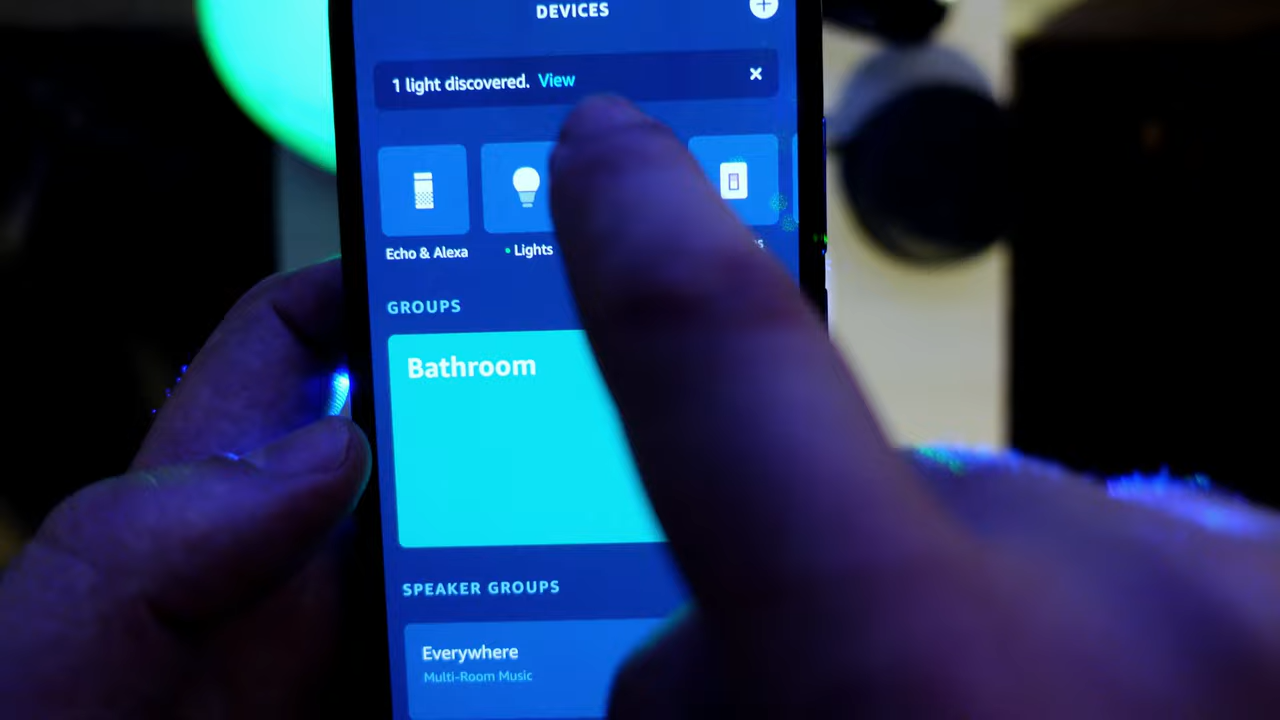 DEVICES
1 light discovered. View
Echo & Alexa
Lights
GROUPS
Bathroom
SPEAKER GROUPS
Everywhere
Multi-Room Music